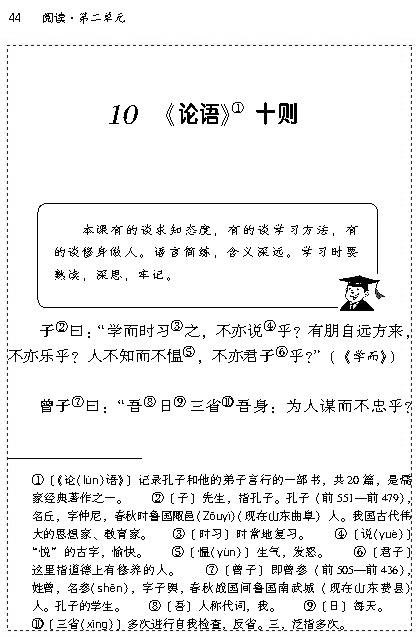 44 阅读·第二单元
10 《论语》① 十则
本课有的谈求知态度，有的谈学习方法，有
的谈修身做人。语言简练，含义深远。学习时要
熟读，深思，牢记。
子②曰：“学而时习③之，不亦说④乎？有朋自远方来，
不亦乐乎？人不知而不愠⑤，不亦君子⑥乎？”（《学而》）
曾子⑦曰：“吾⑧日⑨三省⑩吾身：为人谋而不忠乎？
①〔《论(lún)语》〕记录孔子和他的弟子言行的一部书，共20篇，是儒
家经典著作之一。 ②〔子〕先生，指孔子。孔子（前551—前479），
名丘，字仲尼，春秋时鲁国陬邑(Zōuyì)（现在山东曲阜）人。我国古代伟
大的思想家、教育家。 ③〔时习〕时常地复习。 ④〔说(yuè)〕
“悦”的古字，愉快。 ⑤〔愠(yùn)〕生气，发怒。 ⑥〔君子〕
这里指道德上有修养的人。 ⑦〔曾子〕即曾参（前505—前436），
姓曾，名参(shēn)，字子舆，春秋战国间鲁国南武城（现在山东费县）
人。孔子的学生。 ⑧〔吾〕人称代词，我。 ⑨〔日〕每天。
⑩〔三省(xǐng)〕多次进行自我检查，反省。三，泛指多次。